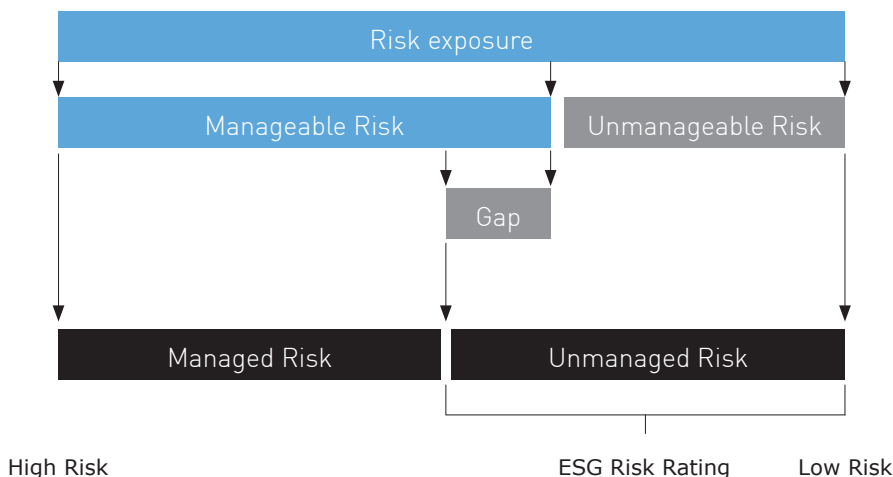 Risk exposure
Manageable Risk
Unmanageable Risk
Gap
Managed Risk
Unmanaged Risk
High Risk
ESG Risk Rating
Low Risk